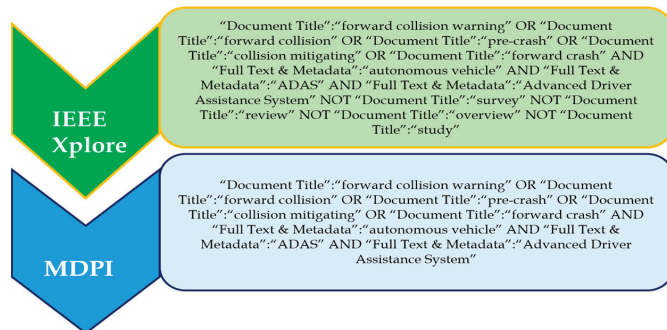 "Document Title":"forward collision warning" OR "Document
Title":"forward collision" OR "Document Title":"pre-crash" OR "Document
Title":"collision mitigating" OR "Document Title":"forward crash" AND
"Full Text & Metadata":"autonomous vehicle" AND "Full Text &
Metadata":"ADAS" AND "Full Text & Metadata":"Advanced Driver
Assistance System" NOT "Document Title":"survey" NOT "Document
Title":"review" NOT "Document Title":"overview" NOT "Document
Title":"study"
IEEE
Xplore
"Document Title":"forward collision warning" OR "Document
Title":"forward collision" OR "Document Title":"pre-crash" OR "Document
Title":"collision mitigating" OR "Document Title":"forward crash" AND
"Full Text & Metadata":"autonomous vehicle" AND "Full Text &
Metadata":"ADAS" AND "Full Text & Metadata":"Advanced Driver
Assistance System"
MDPI